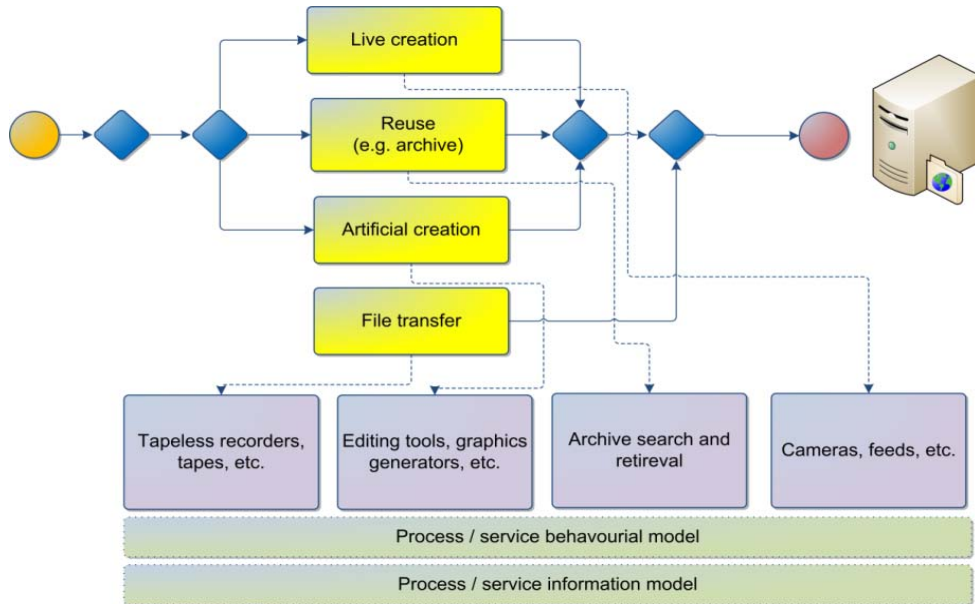 Live creation
Reuse
(e.g. archive)
Artificial creation
File transfer
Tapeless recorders,
tapes, etc.
Editing tools, graphics
generators, etc.
Archive search and
retireval
Cameras, feeds, etc.
Process / service behavourial model
Process / service information model